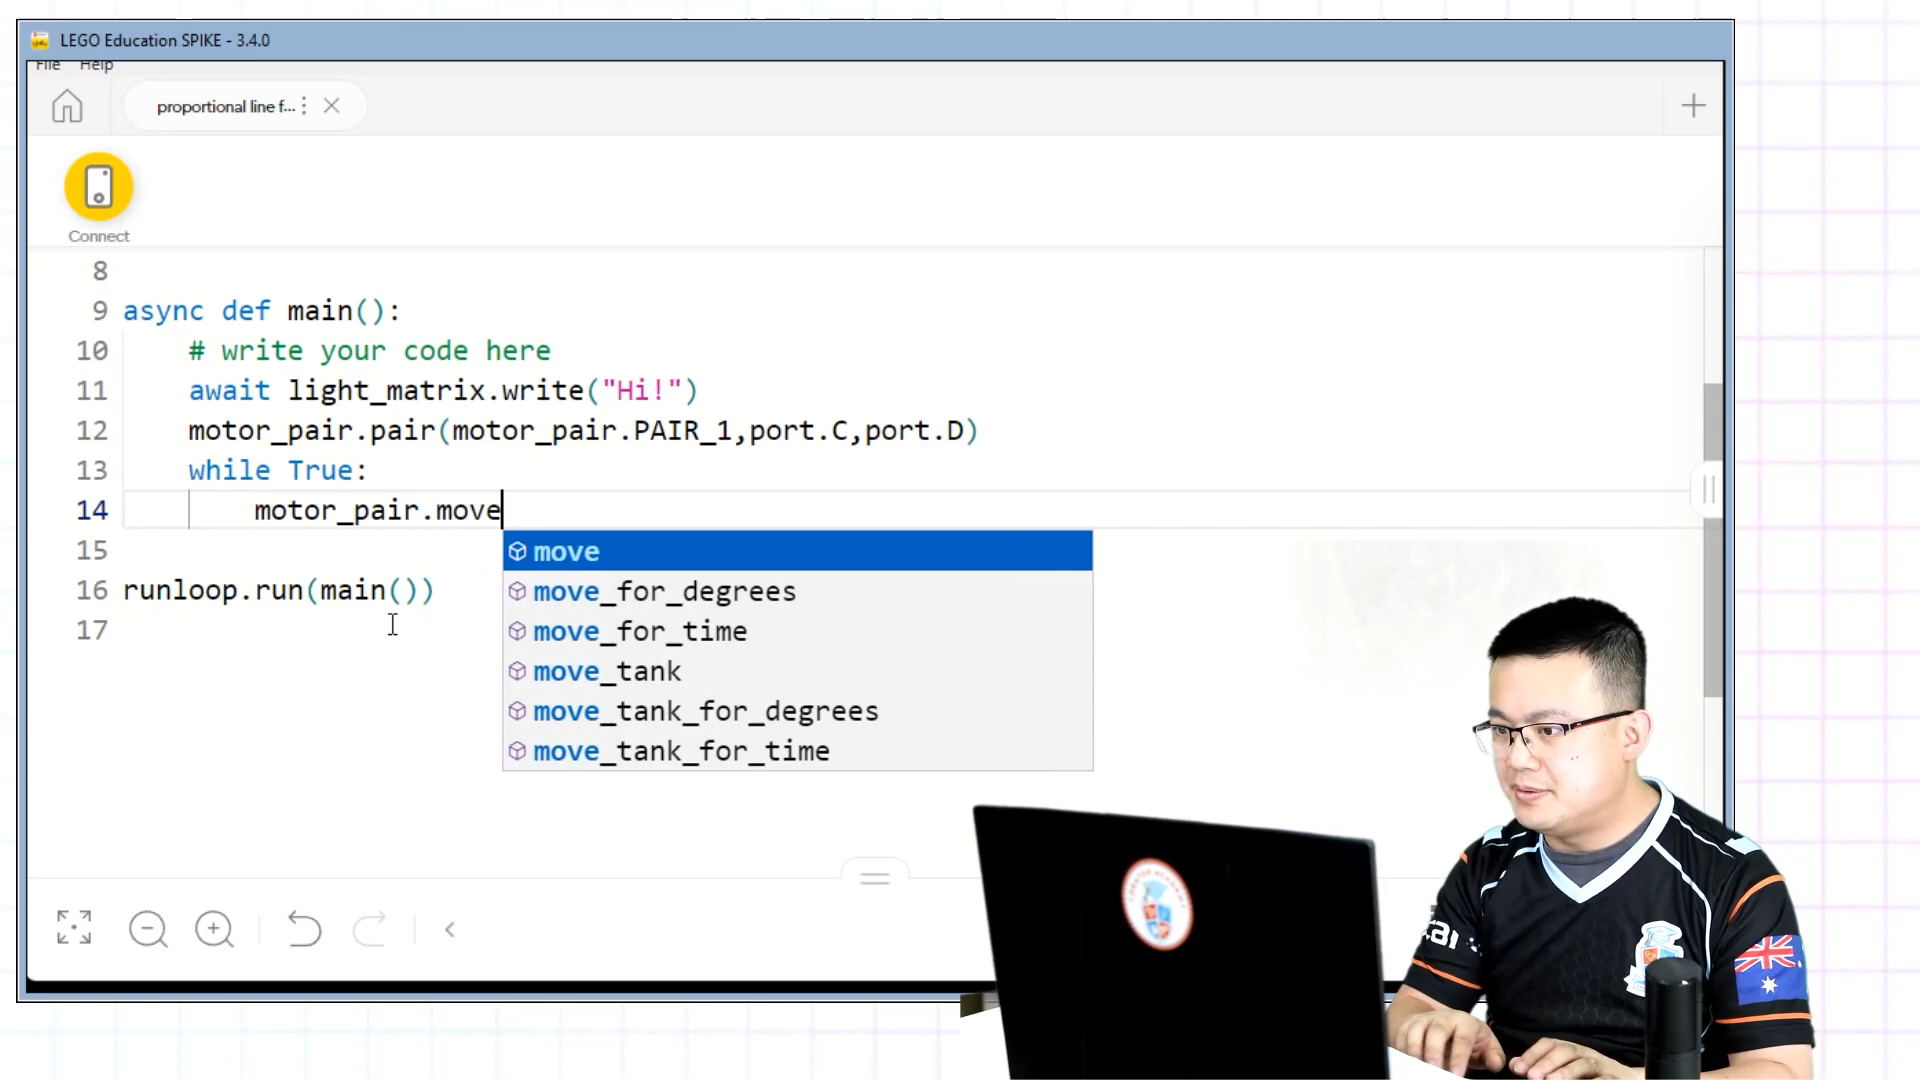 LEGO Education SPIKE - 3.4.0
File Help
proportional line f...
Connect
8
9 async def main():
10 # write your code here
11 await light_matrix.write("Hi!")
12 motor_pair.pair(motor_pair.PAIR_1,port.C,port.D)
13 while True:
14 motor_pair.move
15
16 runloop.run(main())
17
move
move_for_degrees
move_for_time
move_tank
move_tank_for_degrees
move_tank_for_time